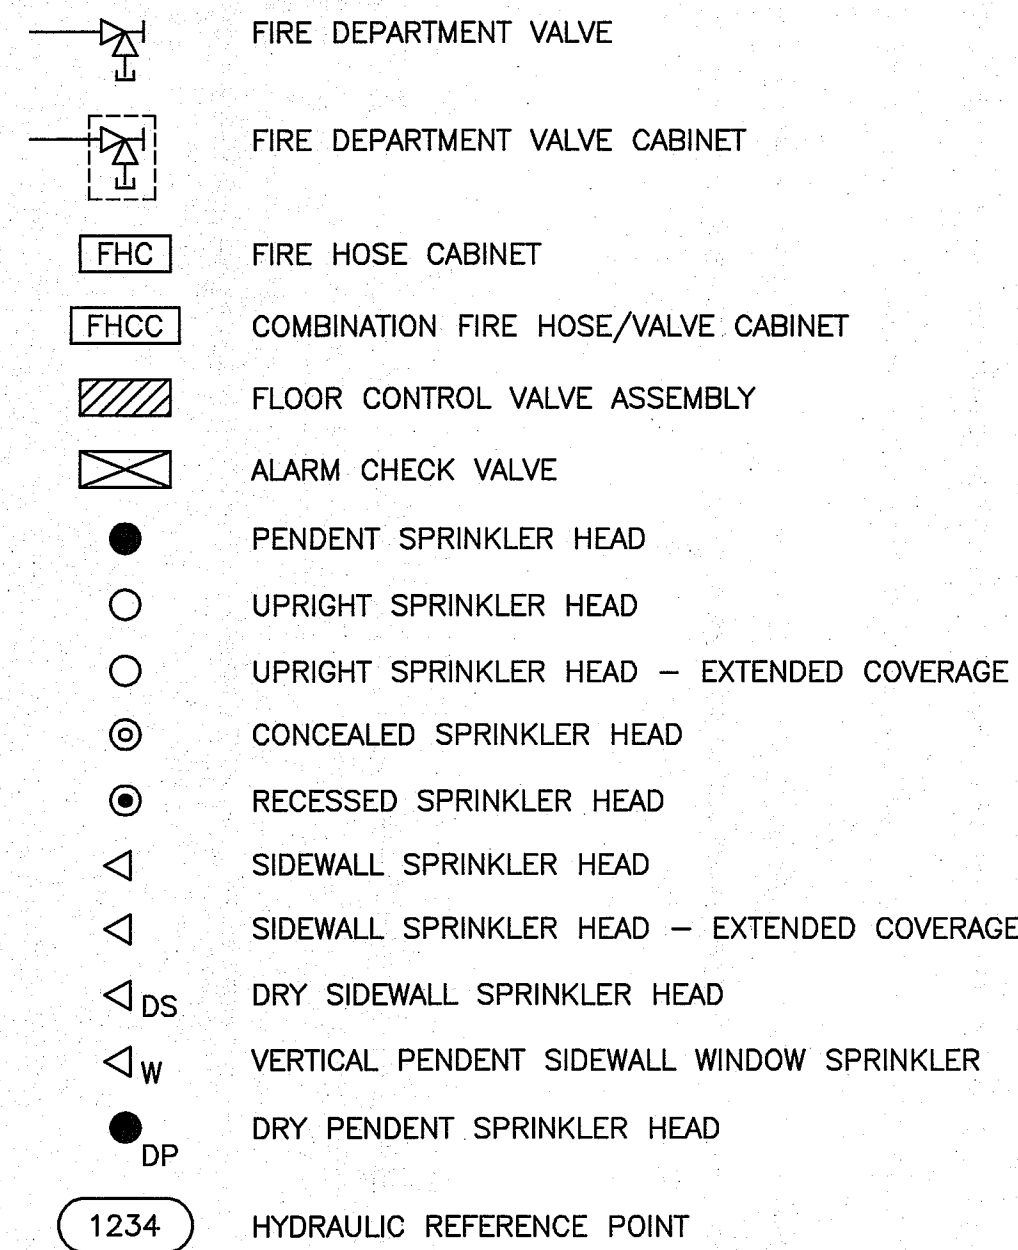 FIRE DEPARTMENT VALVE
FIRE DEPARTMENT VALVE CABINET
FHC FIRE HOSE CABINET
FHCC COMBINATION FIRE HOSE/VALVE CABINET
FLOOR CONTROL VALVE ASSEMBLY
ALARM CHECK VALVE
PENDENT SPRINKLER HEAD
UPRIGHT SPRINKLER HEAD
UPRIGHT SPRINKLER HEAD – EXTENDED COVERAGE
CONCEALED SPRINKLER HEAD
RECESSED SPRINKLER HEAD
SIDEWALL SPRINKLER HEAD
SIDEWALL SPRINKLER HEAD – EXTENDED COVERAGE
DS DRY SIDEWALL SPRINKLER HEAD
W VERTICAL PENDENT SIDEWALL WINDOW SPRINKLER
DP DRY PENDENT SPRINKLER HEAD
1234 HYDRAULIC REFERENCE POINT